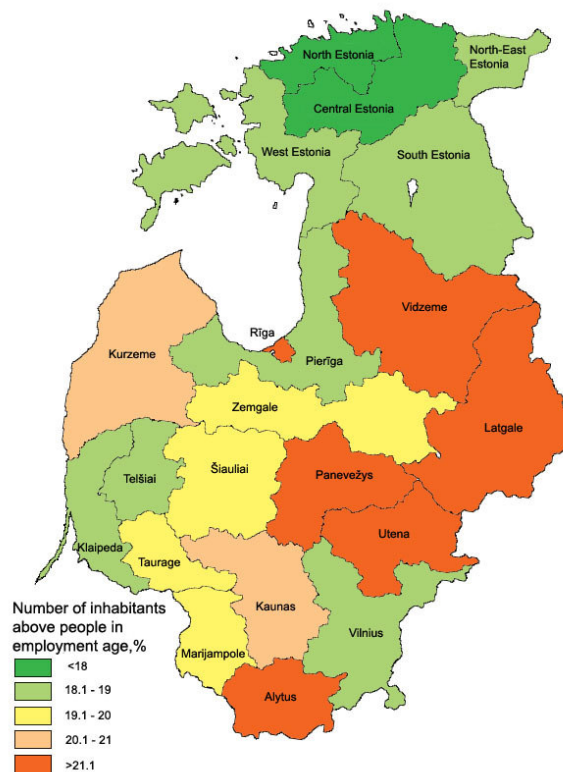 North Estonia
North-East
Estonia
Central Estonia
West Estonia
South Estonia
Vidzeme
Rīga
Kurzeme
Pierīga
Zemgale
Latgale
Šiauliai
Panevežys
Telšiai
Utena
Klaipeda
Taurage
Kaunas
Vilnius
Marijampole
Alytus
Number of inhabitants
above people in
employment age,%
<18
18.1 - 19
19.1 - 20
20.1 - 21
>21.1